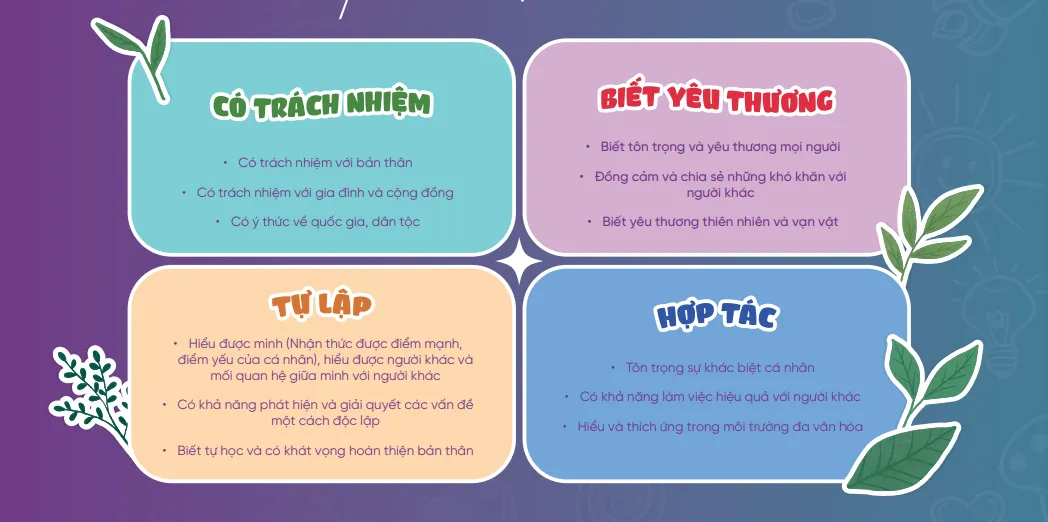 CÓ TRÁCH NHIỆM
• Có trách nhiệm với bản thân
• Có trách nhiệm với gia đình và cộng đồng
• Có ý thức về quốc gia, dân tộc
BIẾT YÊU THƯƠNG
• Biết tôn trọng và yêu thương mọi người
• Đồng cảm và chia sẻ những khó khăn với
người khác
• Biết yêu thương thiên nhiên và vạn vật
TỰ LẬP
• Hiểu được mình (Nhận thức được điểm mạnh,
điểm yếu của cá nhân), hiểu được người khác và
mối quan hệ giữa mình với người khác
• Có khả năng phát hiện và giải quyết các vấn đề
một cách độc lập
• Biết tự học và có khát vọng hoàn thiện bản thân
HỢP TÁC
• Tôn trọng sự khác biệt cá nhân
• Có khả năng làm việc hiệu quả với người khác
• Hiểu và thích ứng trong môi trường đa văn hóa